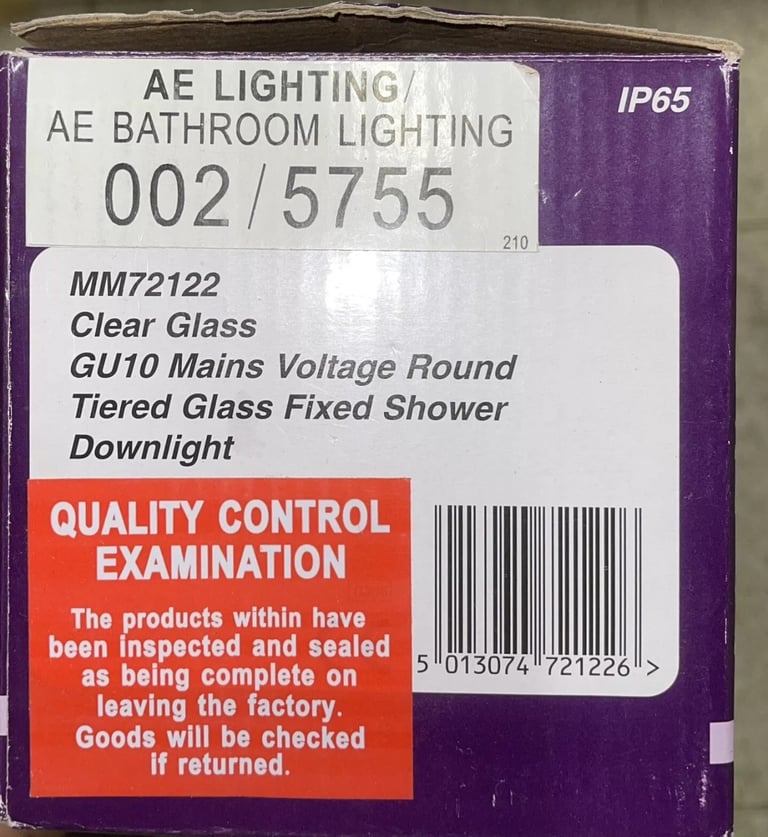 AE LIGHTING/
AE BATHROOM LIGHTING
002/5755
210
IP65
MM72122
Clear Glass
GU10 Mains Voltage Round
Tiered Glass Fixed Shower
Downlight
QUALITY CONTROL
EXAMINATION
The products within have
been inspected and sealed
as being complete on
leaving the factory.
Goods will be checked
if returned.
5 013074 721226 >